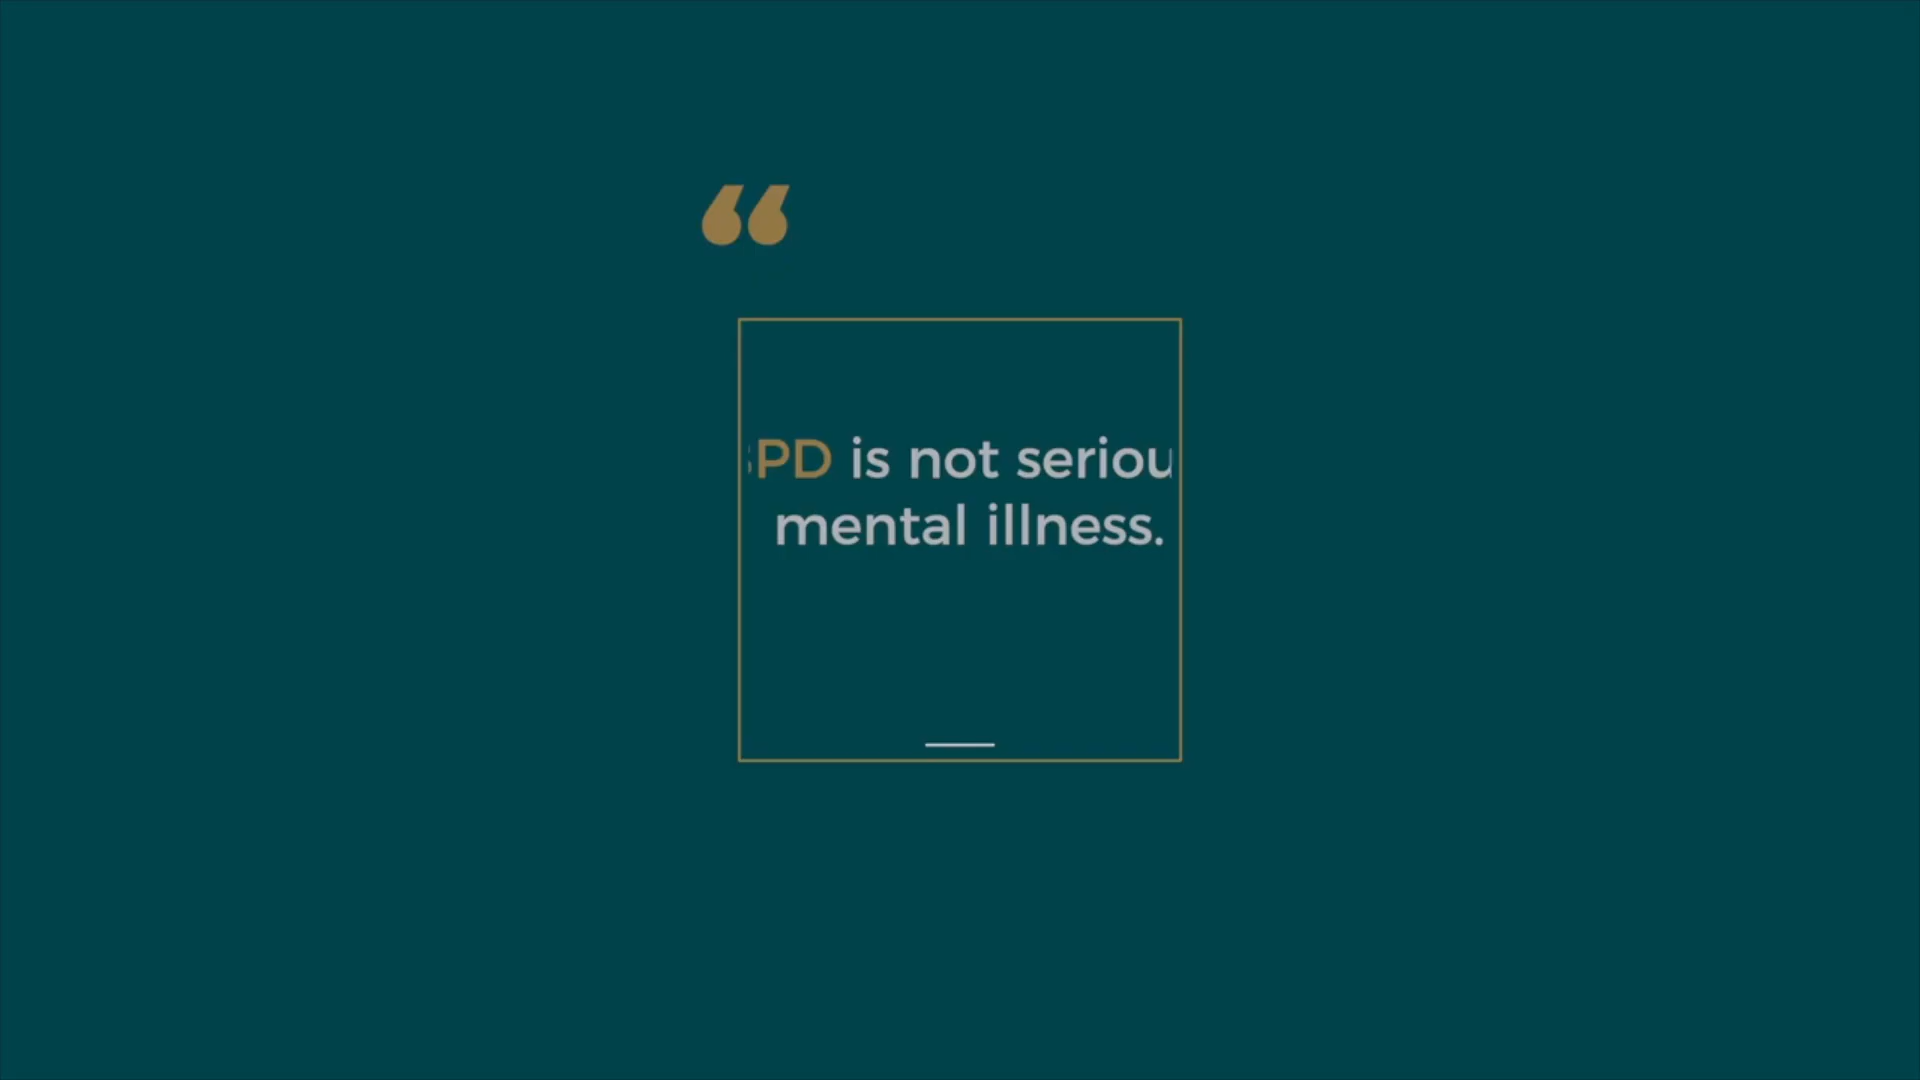 “
PD is not seriou
mental illness.